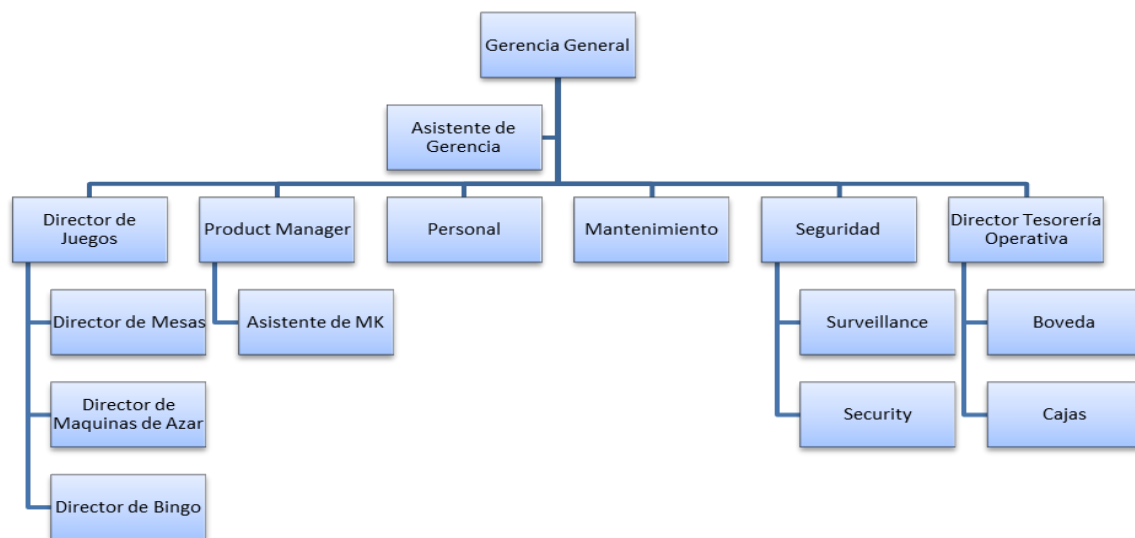 Gerencia General
Asistente de
Gerencia
Director de
Juegos
Product Manager
Personal
Mantenimiento
Seguridad
Director Tesorería
Operativa
Director de Mesas
Asistente de MK
Surveillance
Boveda
Director de
Maquinas de Azar
Security
Cajas
Director de Bingo